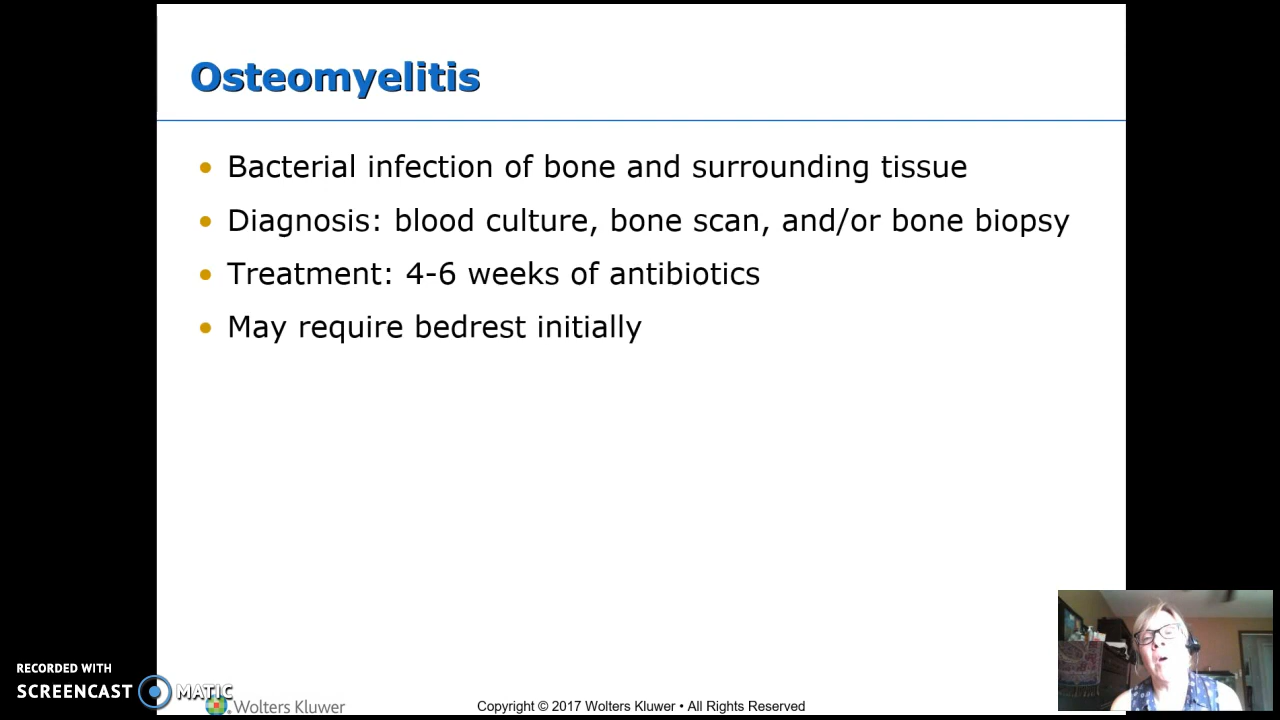 Osteomyelitis
Bacterial infection of bone and surrounding tissue
Diagnosis: blood culture, bone scan, and/or bone biopsy
Treatment: 4-6 weeks of antibiotics
May require bedrest initially
RECORDED WITH
SCREENCAST MATIC
Wolters Kluwer
Copyright © 2017 Wolters Kluwer • All Rights Reserved